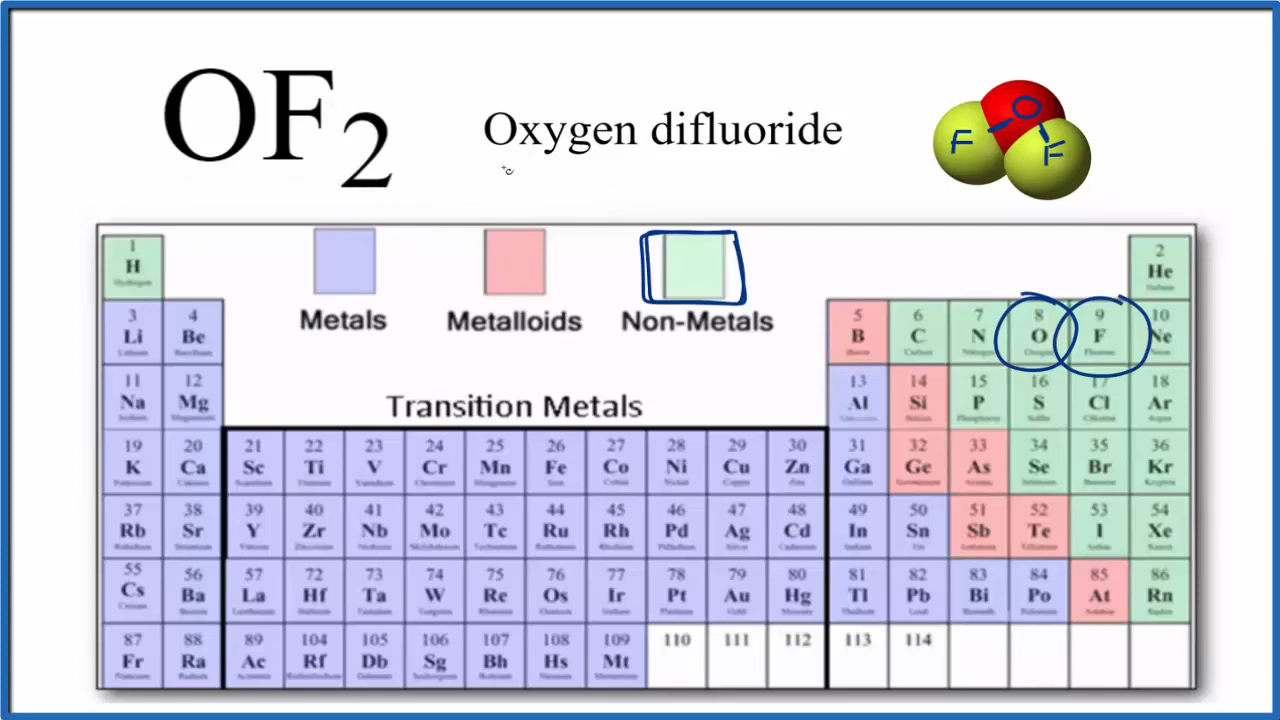 OF2
Oxygen difluoride
O
F
F
1 2
H He
Hydrogen Helium
3 4 5 6 7 8 9 10
Li Be Metals Metalloids Non-Metals B C N O F Ne
11 12 13 14 15 16 17 18
Na Mg Transition Metals Al Si P S Cl Ar
19 20 21 22 23 24 25 26 27 28 29 30 31 32 33 34 35 36
K Ca Sc Ti V Cr Mn Fe Co Ni Cu Zn Ga Ge As Se Br Kr
37 38 39 40 41 42 43 44 45 46 47 48 49 50 51 52 53 54
Rb Sr Y Zr Nb Mo Tc Ru Rh Pd Ag Cd In Sn Sb Te I Xe
55 56 57 72 73 74 75 76 77 78 79 80 81 82 83 84 85 86
Cs Ba La Hf Ta W Re Os Ir Pt Au Hg Tl Pb Bi Po At Rn
87 88 89 104 105 106 107 108 109 110 111 112 113 114
Fr Ra Ac Rf Db Sg Bh Hs Mt